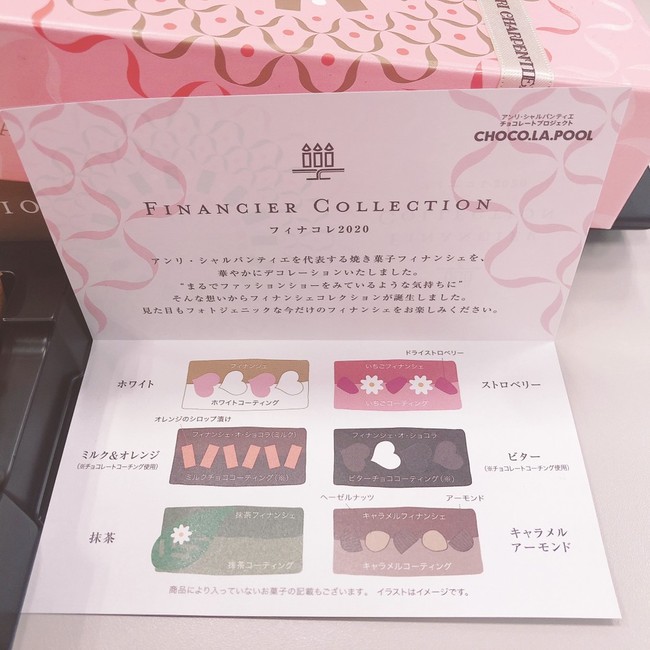 RI CHARPENTIE
アンリ・シャルパンティエ
チョコレートプロジェクト
CHOCO.LA.POOL
FINANCIER COLLECTION
フィナコレ2020
アンリ・シャルパンティエを代表する焼き菓子フィナンシェを、
華やかにデコレーションいたしました。
"まるでファッションショーをみているような気持ちに"
そんな想いからフィナンシェコレクションが誕生しました。
見た目もフォトジェニックな今だけのフィナンシェをお楽しみください。
ホワイト
フィナンシェ
ホワイトコーティング
ドライストロベリー
いちごフィナンシェ
いちごコーティング
ストロベリー
オレンジのシロップ漬け
ミルク&オレンジ
(※チョコレートコーチング使用)
フィナンシェ・オ・ショコラ(ミルク)
ミルクチョココーティング(※)
フィナンシェ・オ・ショコラ
ビターチョココーティング(※)
ビター
(※チョコレートコーチング使用)
抹茶
抹茶フィナンシェ
抹茶コーティング
ヘーゼルナッツ
アーモンド
キャラメルフィナンシェ
キャラメルコーティング
キャラメル
アーモンド
商品により入っていないお菓子の記載もございます。 イラストはイメージです。